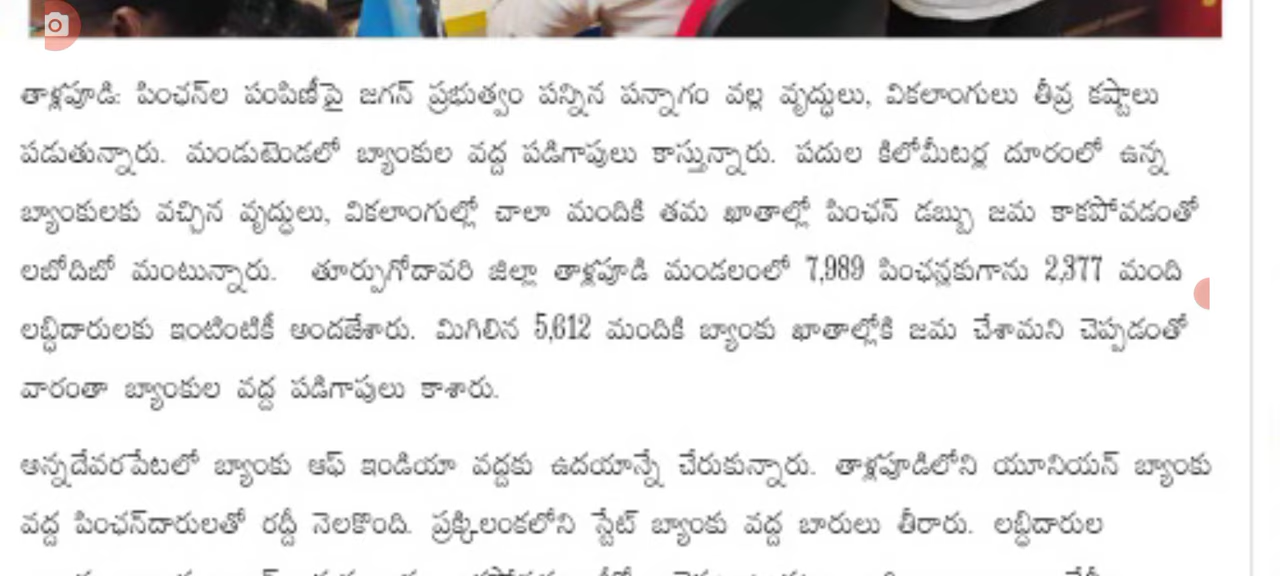 తాళ్లపూడి: పింఛన్‌ల పంపిణీపై జగన్ ప్రభుత్వం పన్నిన పన్నాగం వల్ల వృద్ధులు, వికలాంగులు తీవ్ర కష్టాలు
పడుతున్నారు. మండుటెండలో బ్యాంకుల వద్ద పడిగాపులు కాస్తున్నారు. పదుల కిలోమీటర్ల దూరంలో ఉన్న
బ్యాంకులకు వచ్చిన వృద్ధులు, వికలాంగుల్లో చాలా మందికి తమ ఖాతాల్లో పింఛన్ డబ్బు జమ కాకపోవడంతో
లబోదిబో మంటున్నారు. తూర్పుగోదావరి జిల్లా తాళ్లపూడి మండలంలో 7,989 పింఛన్లకుగాను 2,377 మంది
లబ్ధిదారులకు ఇంటింటికీ అందజేశారు. మిగిలిన 5,612 మందికి బ్యాంకు ఖాతాల్లోకి జమ చేశామని చెప్పడంతో
వారంతా బ్యాంకుల వద్ద పడిగాపులు కాశారు.
అన్నదేవరపేటలో బ్యాంకు ఆఫ్ ఇండియా వద్దకు ఉదయాన్నే చేరుకున్నారు. తాళ్లపూడిలోని యూనియన్ బ్యాంకు
వద్ద పింఛన్‌దారులతో రద్దీ నెలకొంది. ప్రక్కిలంకలోని స్టేట్ బ్యాంకు వద్ద బారులు తీరారు. లబ్ధిదారుల